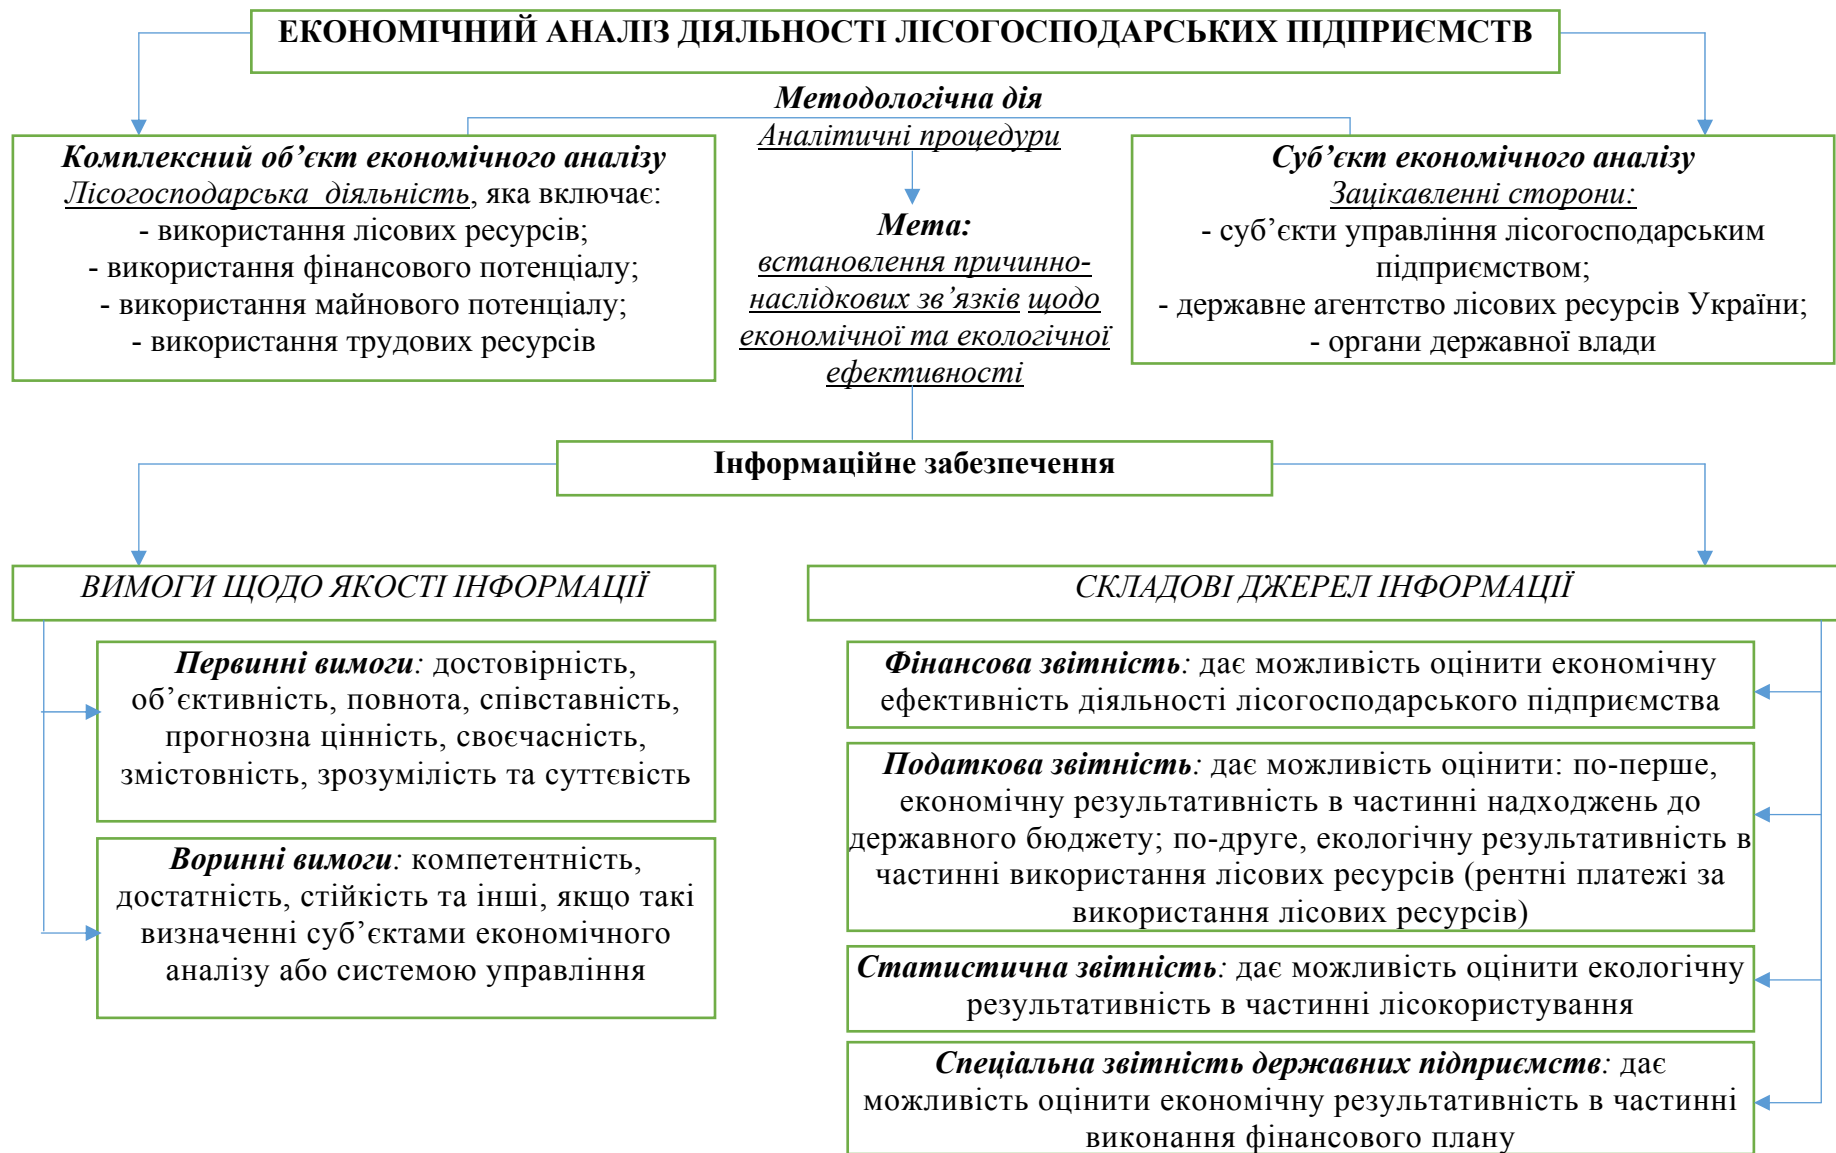 ЕКОНОМІЧНИЙ АНАЛІЗ ДІЯЛЬНОСТІ ЛІСОГОСПОДАРСЬКИХ ПІДПРИЄМСТВ
Методологічна дія
Аналітичні процедури
Комплексний об’єкт економічного аналізу
Лісогосподарська діяльність, яка включає:
- використання лісових ресурсів;
- використання фінансового потенціалу;
- використання майнового потенціалу;
- використання трудових ресурсів
Мета:
встановлення причинно-
наслідкових зв’язків щодо
економічної та екологічної
ефективності
Суб’єкт економічного аналізу
Зацікавленні сторони:
- суб’єкти управління лісогосподарським
підприємством;
- державне агентство лісових ресурсів України;
- органи державної влади
Інформаційне забезпечення
ВИМОГИ ЩОДО ЯКОСТІ ІНФОРМАЦІЇ
Первинні вимоги: достовірність,
об’єктивність, повнота, співставність,
прогнозна цінність, своєчасність,
змістовність, зрозумілість та суттєвість
Воринні вимоги: компетентність,
достатність, стійкість та інші, якщо такі
визначенні суб’єктами економічного
аналізу або системою управління
СКЛАДОВІ ДЖЕРЕЛ ІНФОРМАЦІЇ
Фінансова звітність: дає можливість оцінити економічну
ефективність діяльності лісогосподарського підприємства
Податкова звітність: дає можливість оцінити: по-перше,
економічну результативність в частинні надходжень до
державного бюджету; по-друге, екологічну результативність в
частинні використання лісових ресурсів (рентні платежі за
використання лісових ресурсів)
Статистична звітність: дає можливість оцінити екологічну
результативність в частинні лісокористування
Спеціальна звітність державних підприємств: дає
можливість оцінити економічну результативність в частинні
виконання фінансового плану